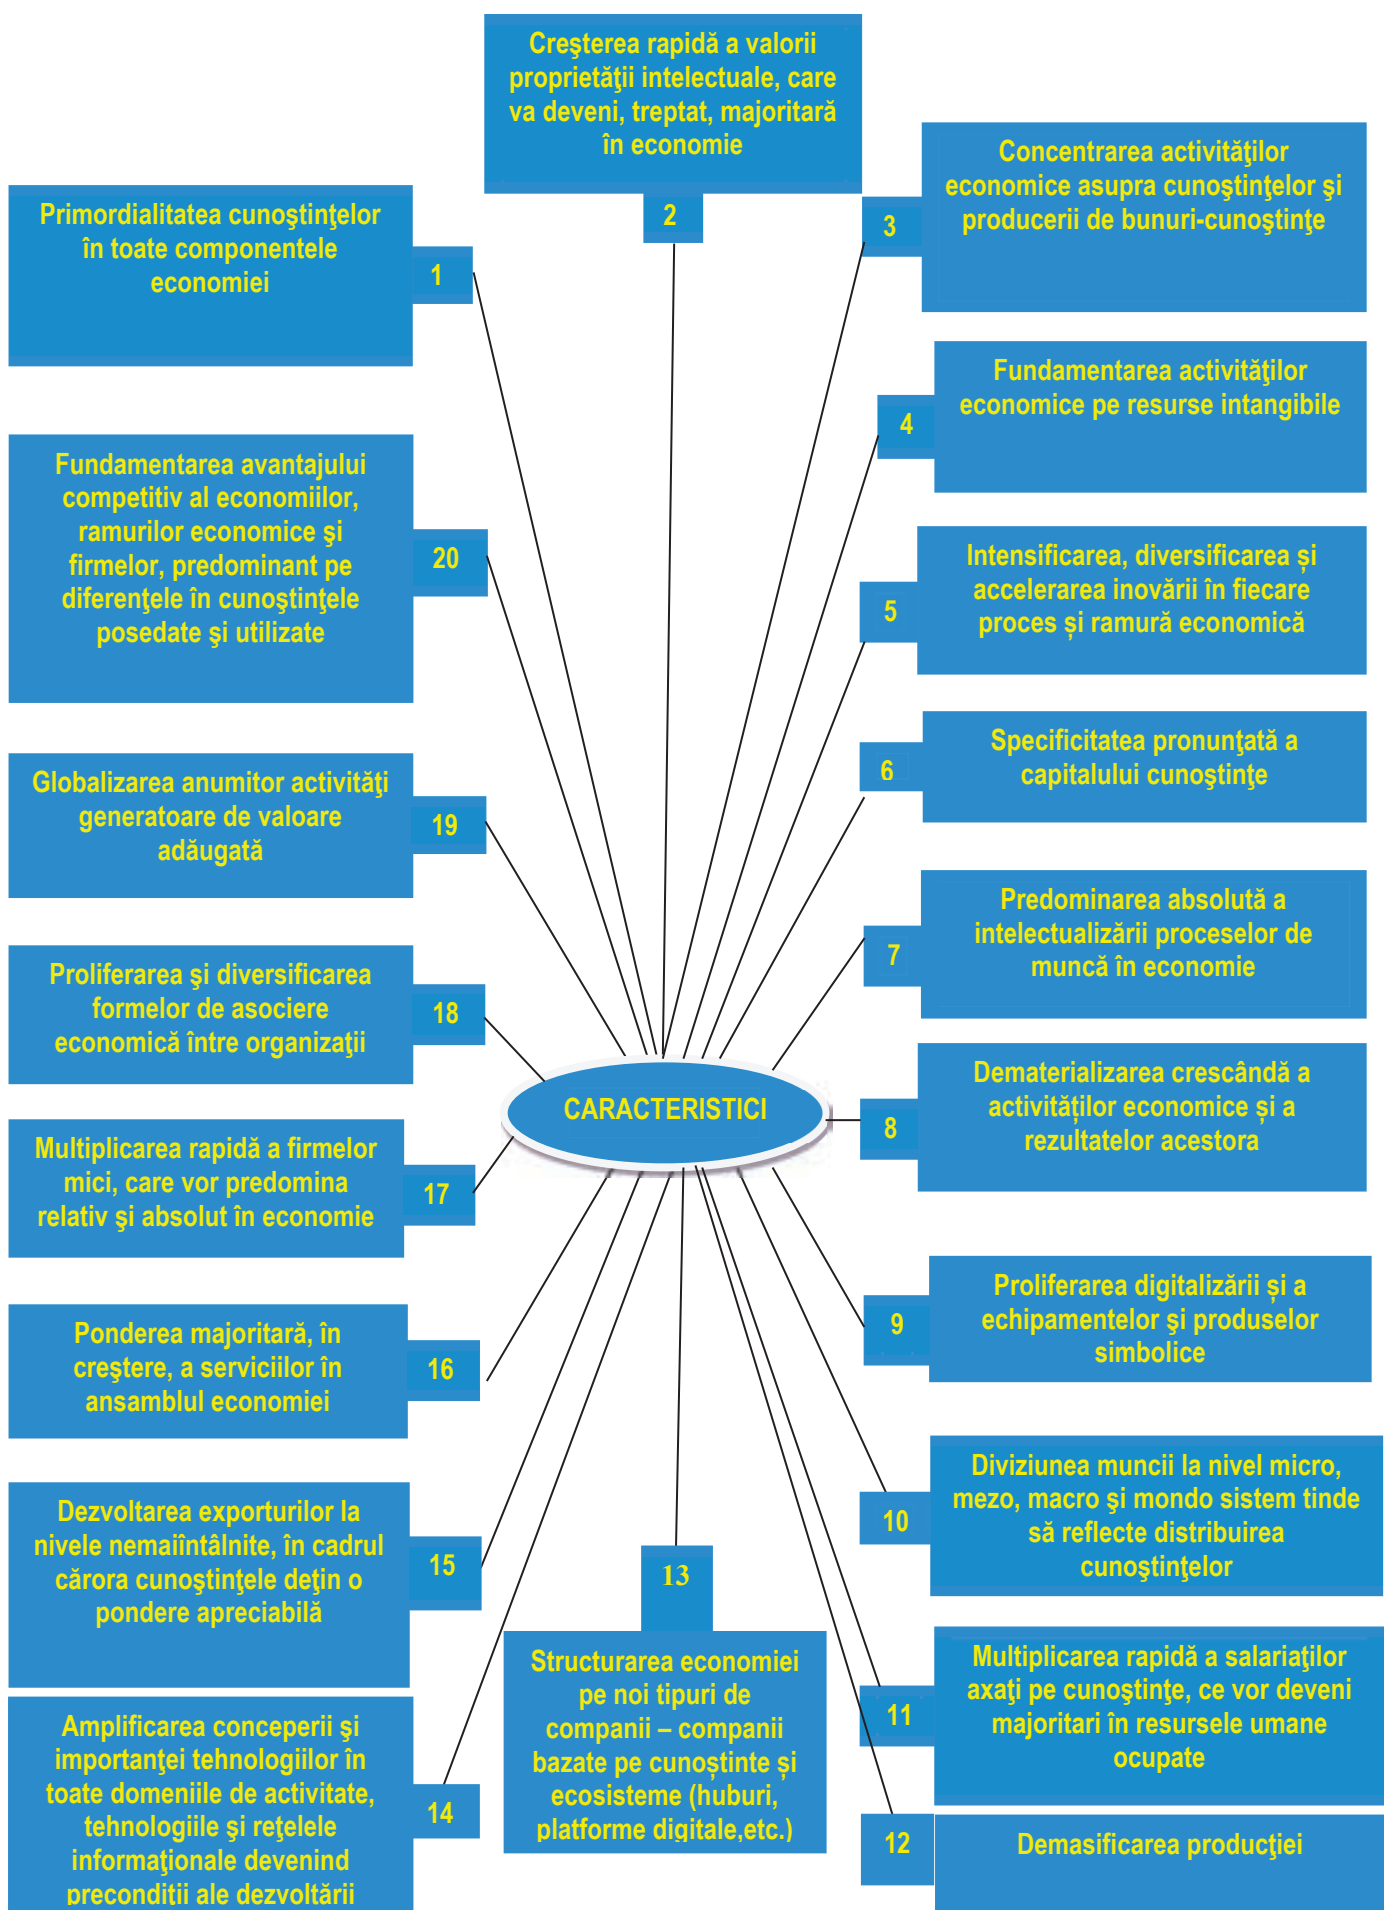 Creşterea rapidă a valorii
proprietăţii intelectuale, care
va deveni, treptat, majoritară
în economie
2
Concentrarea activităţilor
economice asupra cunoştinţelor şi
producerii de bunuri-cunoştinţe
3
Primordialitatea cunoştinţelor
în toate componentele
economiei
1
Fundamentarea activităţilor
economice pe resurse intangibile
4
Fundamentarea avantajului
competitiv al economiilor,
ramurilor economice şi
firmelor, predominant pe
diferenţele în cunoştinţele
posedate şi utilizate
20
Intensificarea, diversificarea și
accelerarea inovării în fiecare
proces și ramură economică
5
Specificitatea pronunţată a
capitalului cunoştinţe
6
Globalizarea anumitor activităţi
generatoare de valoare
adăugată
19
Predominarea absolută a
intelectualizării proceselor de
muncă în economie
7
Proliferarea şi diversificarea
formelor de asociere
economică între organizaţii
18
CARACTERISTICI
Dematerializarea crescândă a
activităților economice și a
rezultatelor acestora
8
Multiplicarea rapidă a firmelor
mici, care vor predomina
relativ şi absolut în economie
17
Proliferarea digitalizării și a
echipamentelor şi produselor
simbolice
9
Ponderea majoritară, în
creştere, a serviciilor în
ansamblul economiei
16
Diviziunea muncii la nivel micro,
mezo, macro şi mondo sistem tinde
să reflecte distribuirea
cunoştinţelor
10
Dezvoltarea exporturilor la
nivele nemaiîntâlnite, în cadrul
cărora cunoştinţele deţin o
pondere apreciabilă
15
13
Structurarea economiei
pe noi tipuri de
companii – companii
bazate pe cunoștinte și
ecosisteme (huburi,
platforme digitale,etc.)
Multiplicarea rapidă a salariaţilor
axaţi pe cunoştinţe, ce vor deveni
majoritari în resursele umane
ocupate
11
Amplificarea conceperii şi
importanţei tehnologiilor în
toate domeniile de activitate,
tehnologiile şi reţelele
informaţionale devenind
precondiţii ale dezvoltării
14
12
Demasificarea producţiei